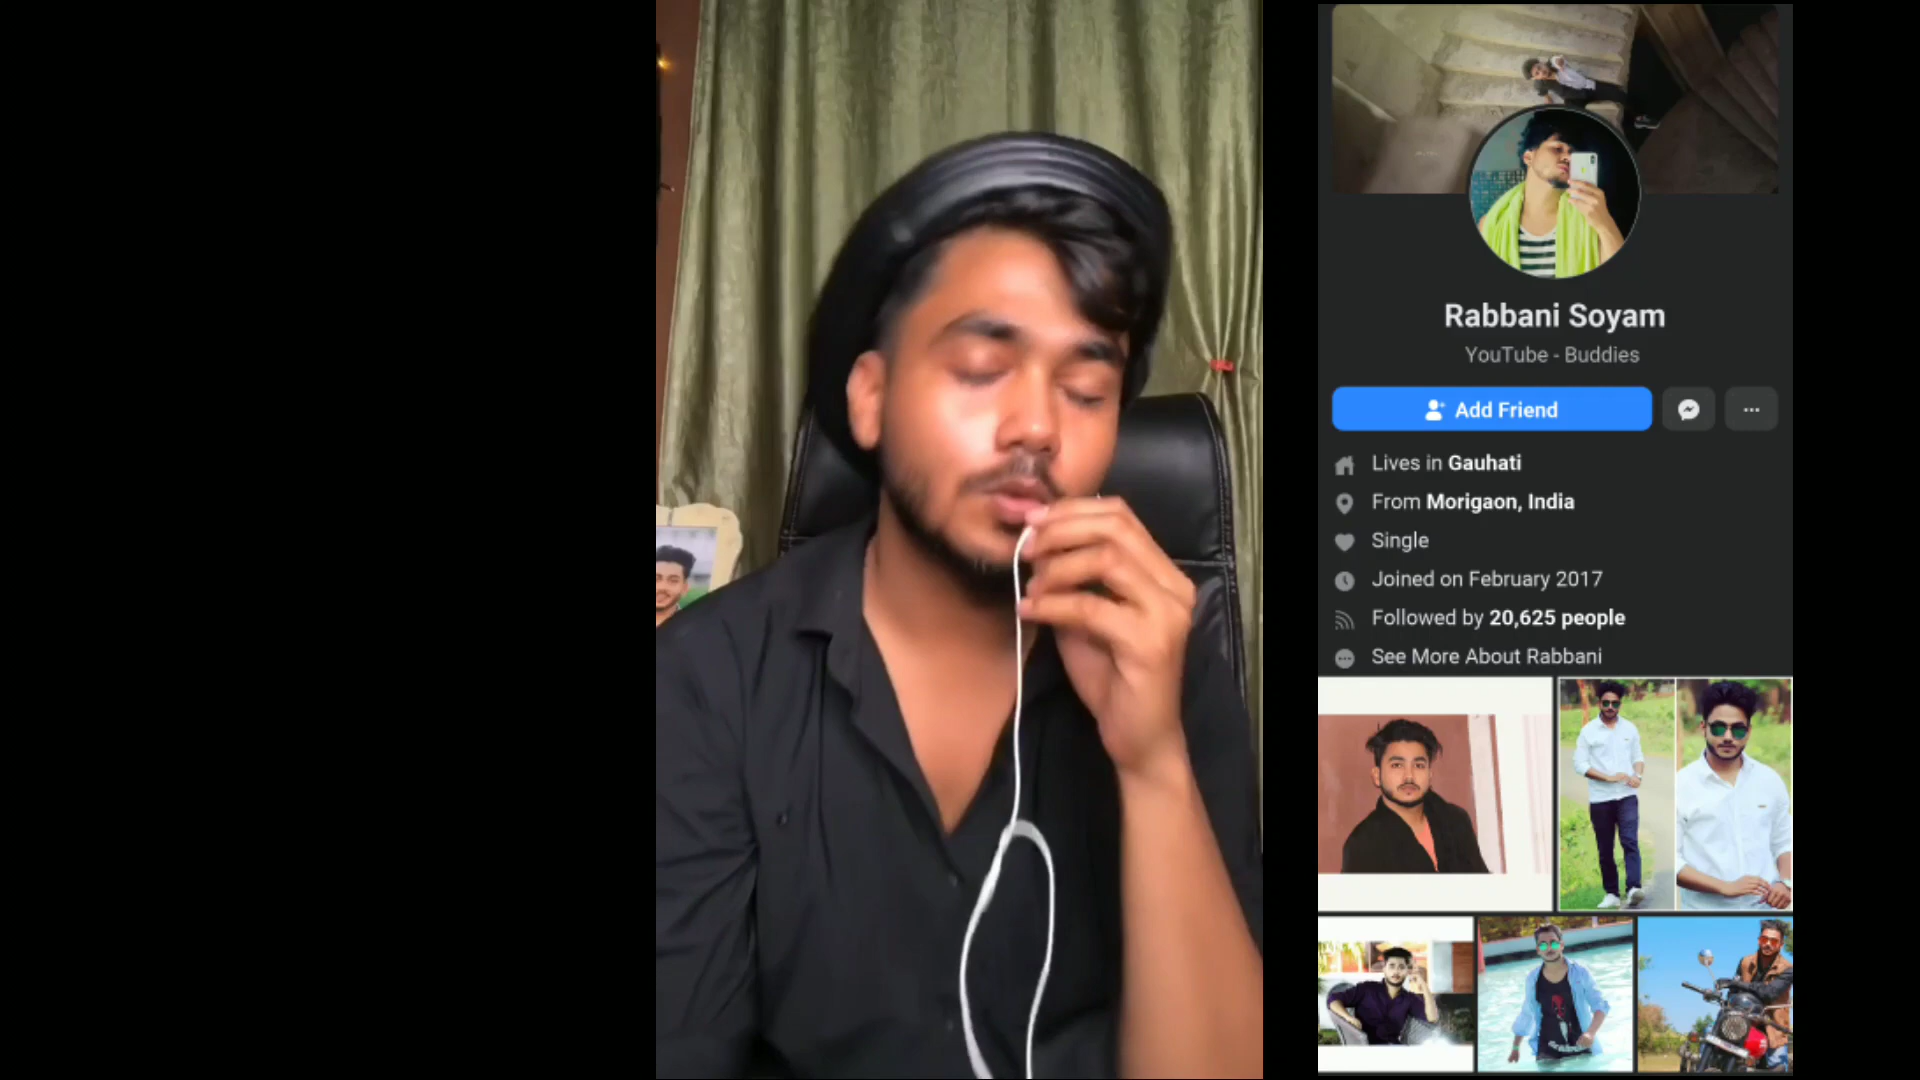 Rabbani Soyam
YouTube - Buddies
Add Friend
Lives in Gauhati
From Morigaon, India
Single
Joined on February 2017
Followed by 20,625 people
See More About Rabbani